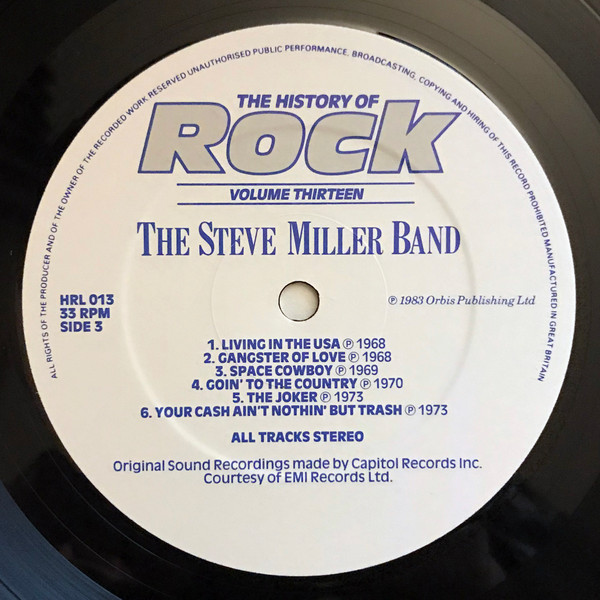 ALL RIGHTS OF THE PRODUCER AND OF THE OWNER OF THE RECORDED WORK RESERVED UNAUTHORISED PUBLIC PERFORMANCE, BROADCASTING, COPYING AND HIRING OF THIS RECORD PROHIBITED MANUFACTURED IN GREAT BRITAIN
THE HISTORY OF
Rock
VOLUME THIRTEEN
THE STEVE MILLER BAND
HRL 013
33 RPM
SIDE 3
℗ 1983 Orbis Publishing Ltd
1. LIVING IN THE USA ℗ 1968
2. GANGSTER OF LOVE ℗ 1968
3. SPACE COWBOY ℗ 1969
4. GOIN' TO THE COUNTRY ℗ 1970
5. THE JOKER ℗ 1973
6. YOUR CASH AIN'T NOTHIN' BUT TRASH ℗ 1973
ALL TRACKS STEREO
Original Sound Recordings made by Capitol Records Inc.
Courtesy of EMI Records Ltd.